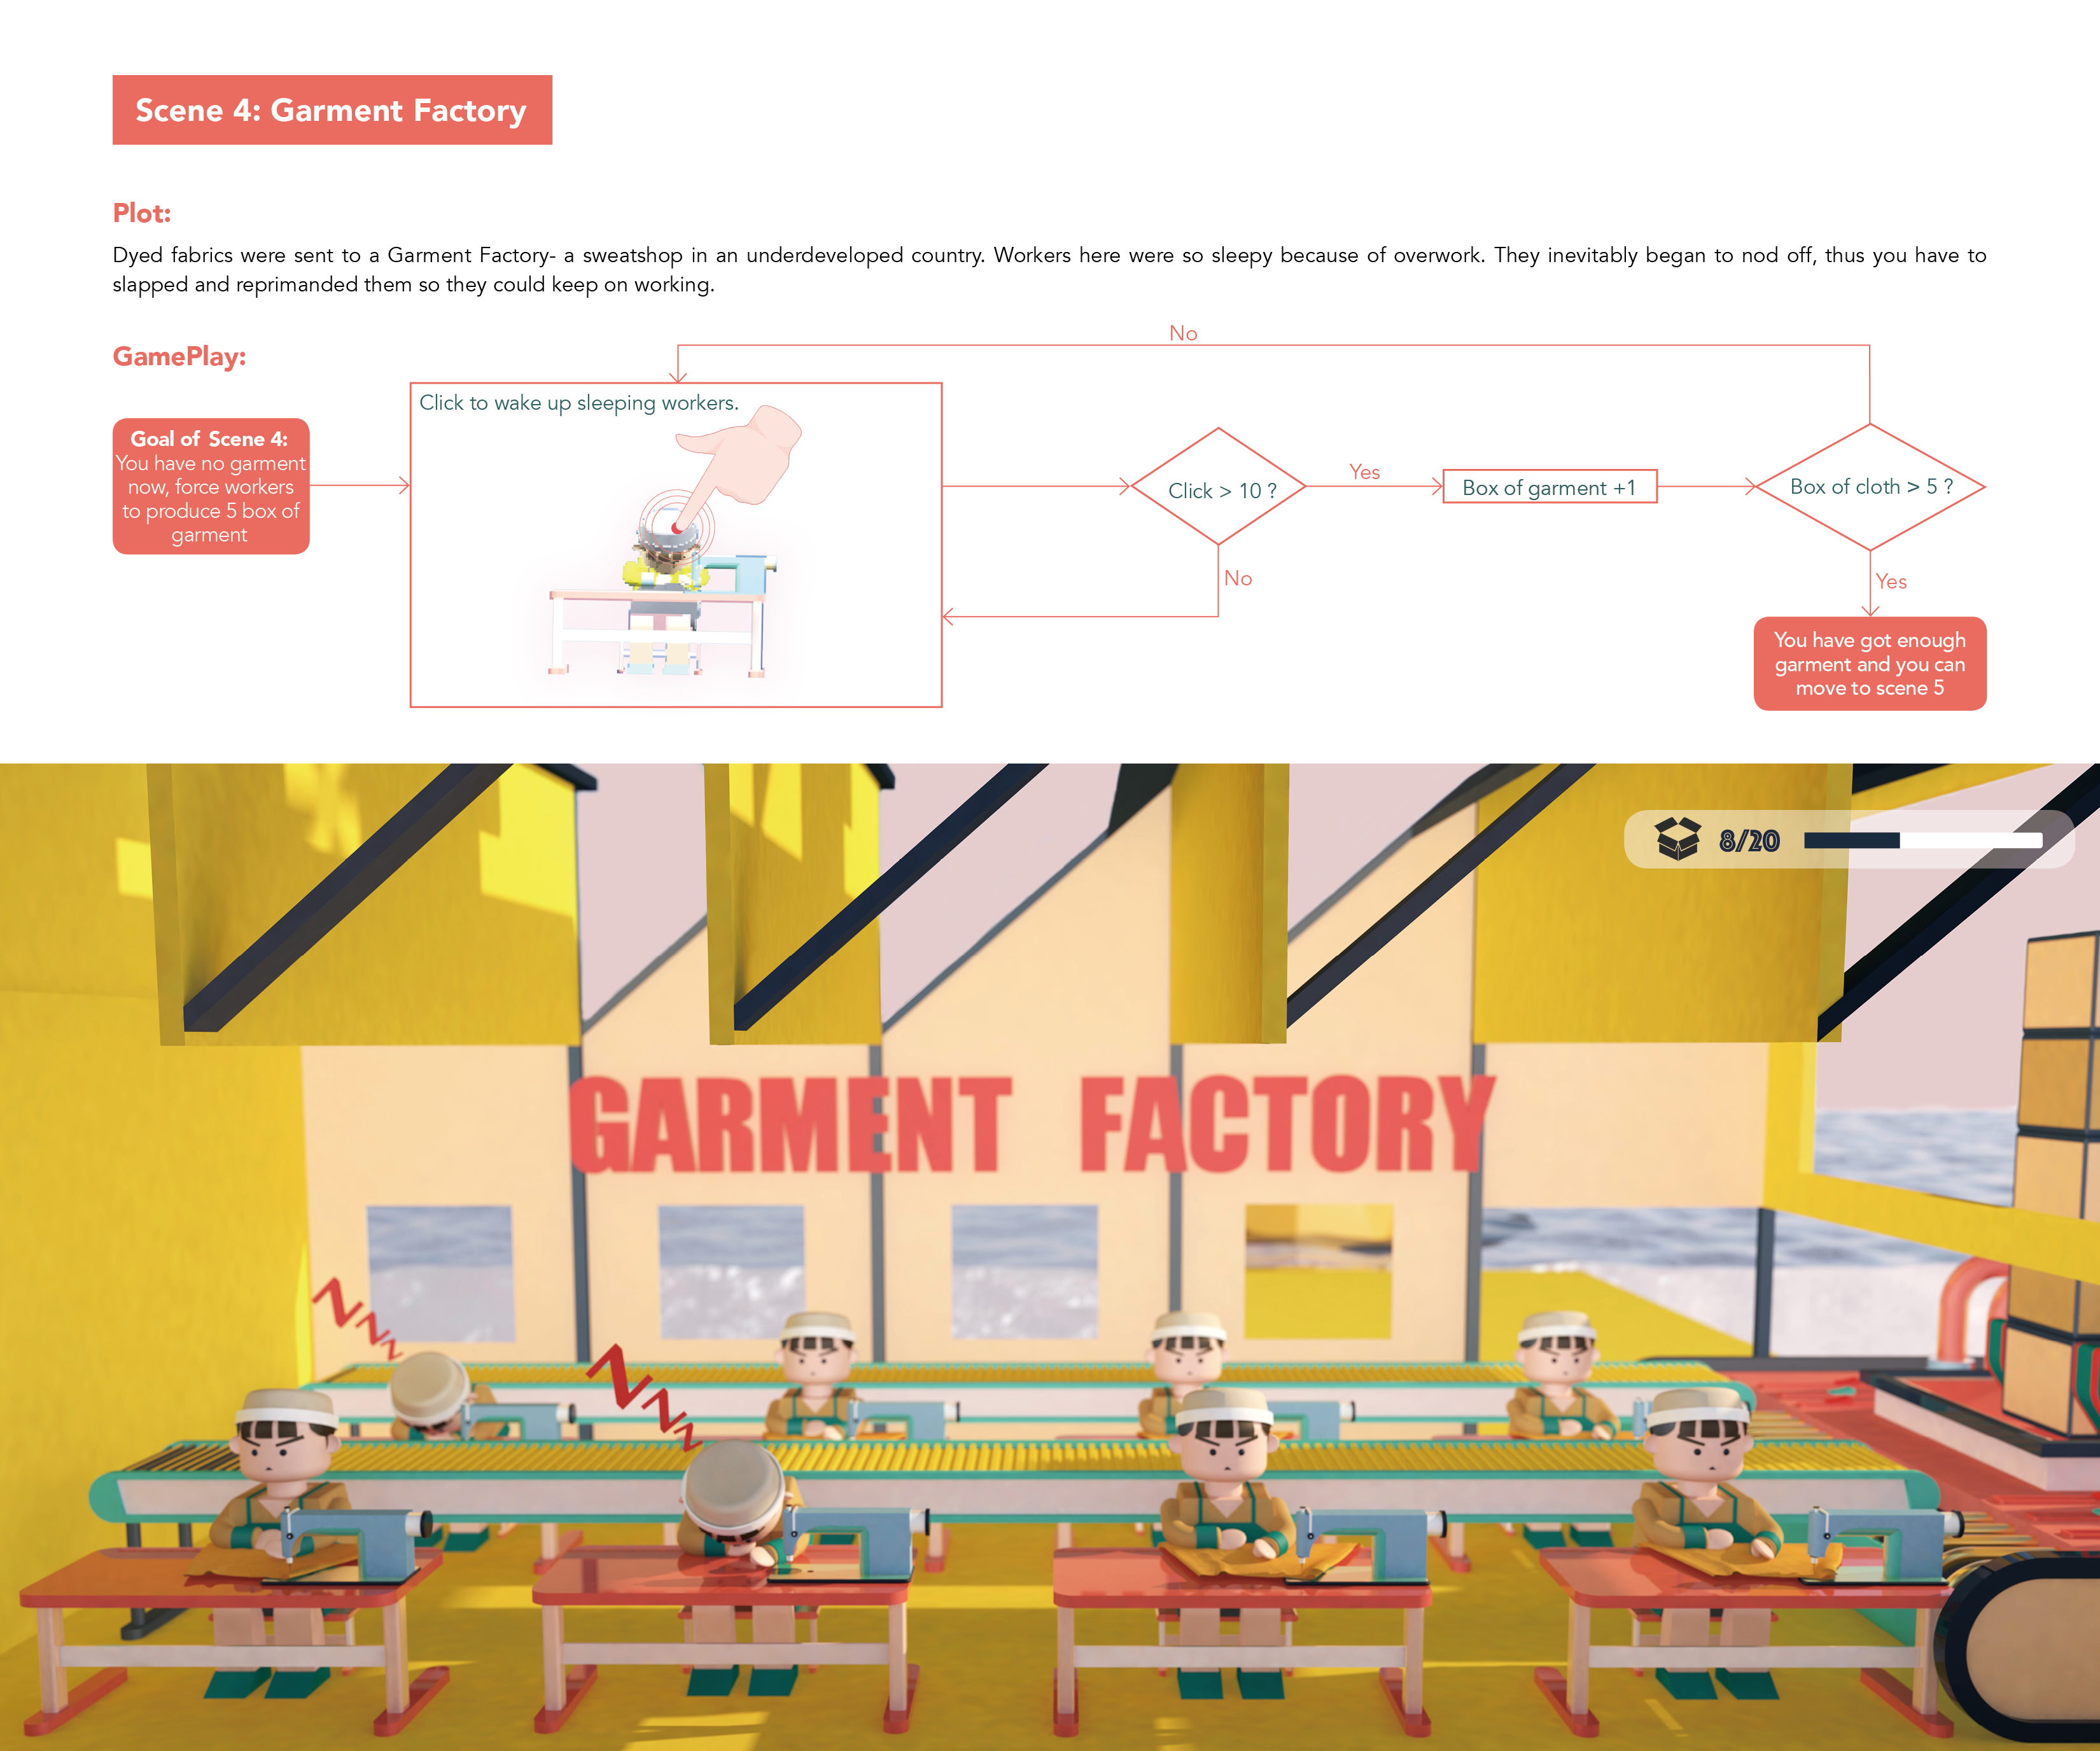 Scene 4: Garment Factory
Plot:
Dyed fabrics were sent to a Garment Factory- a sweatshop in an underdeveloped country. Workers here were so sleepy because of overwork. They inevitably began to nod off, thus you have to
slapped and reprimanded them so they could keep on working.
GamePlay:
Goal of Scene 4:
You have no garment
now, force workers
to produce 5 box of
garment
Click to wake up sleeping workers.
No
Click > 10 ?
Yes
No
Box of garment +1
Box of cloth > 5 ?
Yes
You have got enough
garment and you can
move to scene 5
8/20
GARMENT FACTORY
ZZZz
ZZZz